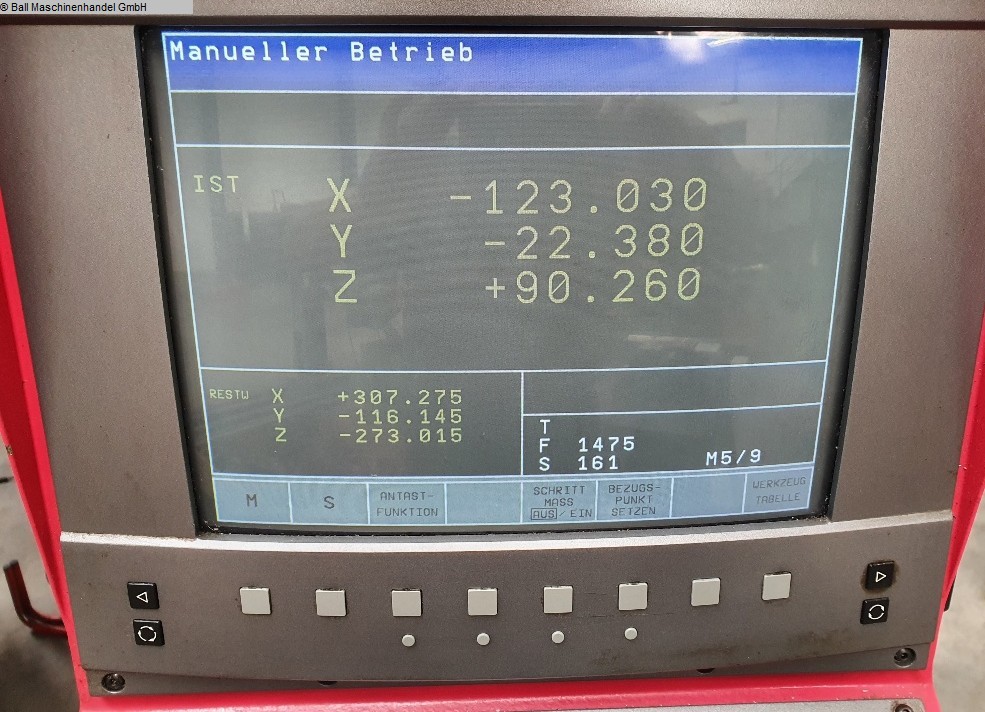 © Ball Maschinenhandel GmbH
Manueller Betrieb
IST X -123.030
Y -22.380
Z +90.260
RESTW X +307.275
Y -116.145
Z -273.015
T
F 1475
S 161 M5/9
M
S
ANTAST-
FUNKTION
SCHRITT
MASS
AUS/EIN
BEZUGS-
PUNKT
SETZEN
WERKZEUG
TABELLE